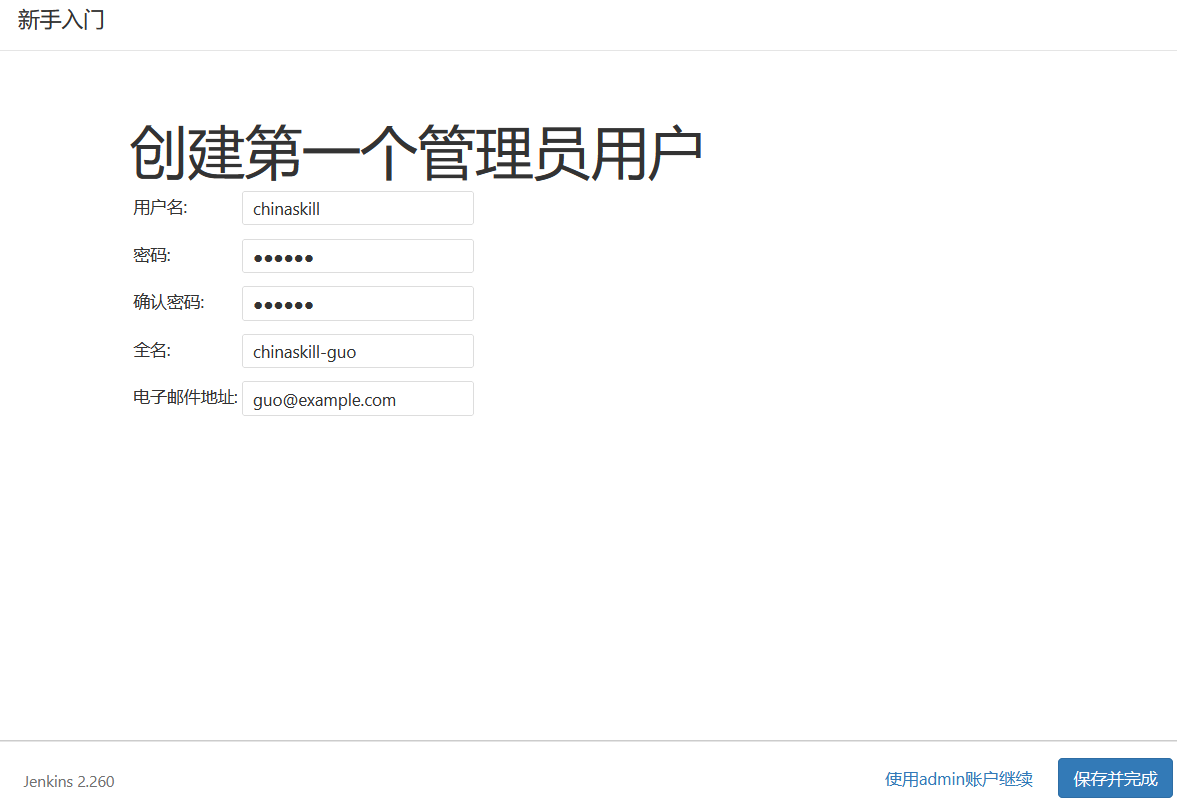 新手入门
创建第一个管理员用户
用户名: chinaskill
密码: ●●●●●●
确认密码: ●●●●●●
全名: chinaskill-guo
电子邮件地址: guo@example.com
Jenkins 2.260 使用admin账户继续 保存并完成